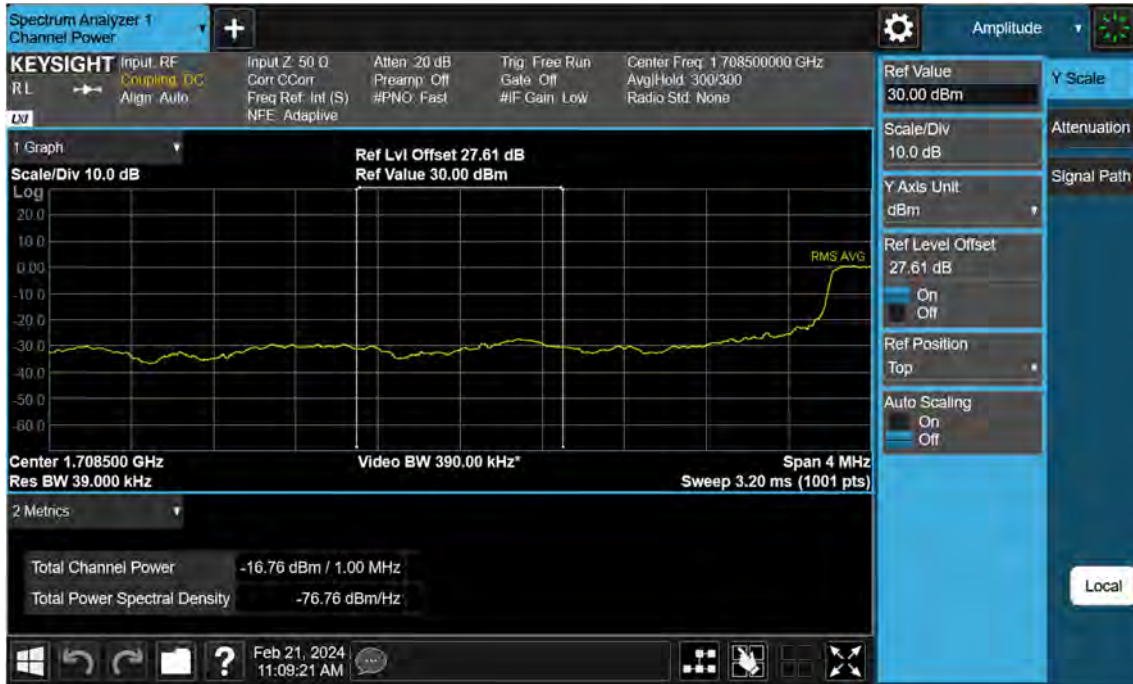 Spectrum Analyzer 1
Channel Power
+
Amplitude
KEYSIGHT
RL
LXI
Input: RF
Coupling: DC
Align: Auto
Input Z: 50 Ω
Corr CCorr
Freq Ref: Int (S)
NFE: Adaptive
Atten: 20 dB
Preamp: Off
#PNO: Fast
Trig: Free Run
Gate: Off
#IF Gain: Low
Center Freq: 1.708500000 GHz
Avg|Hold: 300/300
Radio Std: None
1 Graph
Scale/Div 10.0 dB
Ref Lvl Offset 27.61 dB
Ref Value 30.00 dBm
Log
20.0
10.0
0.00
-10.0
-20.0
-30.0
-40.0
-50.0
-60.0
RMS AVG
Center 1.708500 GHz
Res BW 39.000 kHz
Video BW 390.00 kHz*
Span 4 MHz
Sweep 3.20 ms (1001 pts)
2 Metrics
Total Channel Power -16.76 dBm / 1.00 MHz
Total Power Spectral Density -76.76 dBm/Hz
Ref Value
30.00 dBm
Scale/Div
10.0 dB
Y Axis Unit
dBm
Ref Level Offset
27.61 dB
On
Off
Ref Position
Top
Auto Scaling
On
Off
Y Scale
Attenuation
Signal Path
Local
?
Feb 21, 2024
11:09:21 AM